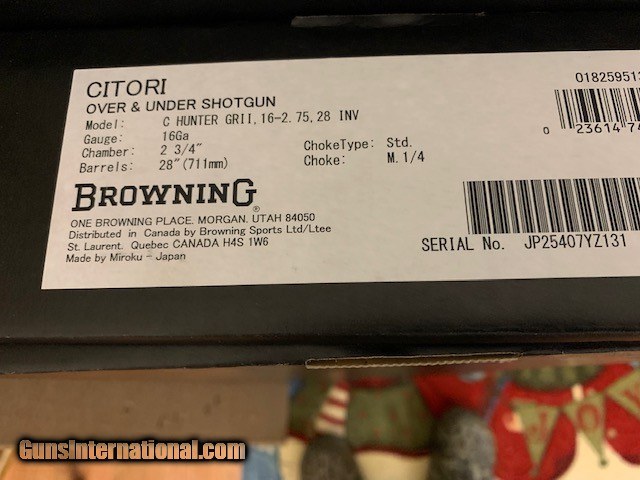 CITORI
OVER & UNDER SHOTGUN
Model: C HUNTER GRII,16-2.75,28 INV
Gauge: 16Ga
Chamber: 2 3/4"
Barrels: 28"(711mm)
ChokeType: Std.
Choke: M.1/4
BROWNING®
ONE BROWNING PLACE. MORGAN. UTAH 84050
Distributed in Canada by Browning Sports Ltd/Ltee
St. Laurent. Quebec CANADA H4S 1W6
Made by Miroku - Japan
SERIAL No. JP25407YZ131
GunsInternational.com